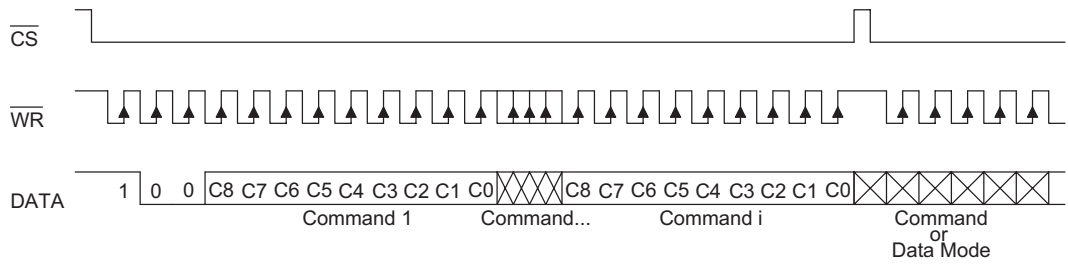 CS
WR
DATA 1 0 0 C8 C7 C6 C5 C4 C3 C2 C1 C0 C8 C7 C6 C5 C4 C3 C2 C1 C0
Command 1 Command... Command i Command
or
Data Mode